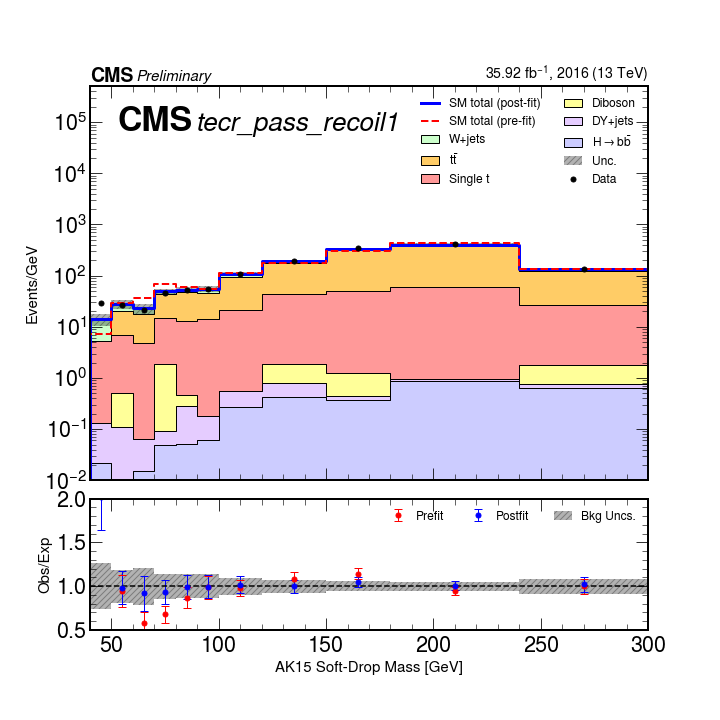 CMS Preliminary 35.92 fb⁻¹, 2016 (13 TeV)
CMS tecr_pass_recoil1
SM total (post-fit)
SM total (pre-fit)
W+jets
tt̄
Single t
Diboson
DY+jets
H→bb̄
Unc.
Data
Events/GeV
10⁵
10⁴
10³
10²
10¹
10⁰
10⁻¹
10⁻²
Prefit Postfit Bkg Uncs.
Obs/Exp
2.0
1.5
1.0
0.5
50 100 150 200 250 300
AK15 Soft-Drop Mass [GeV]